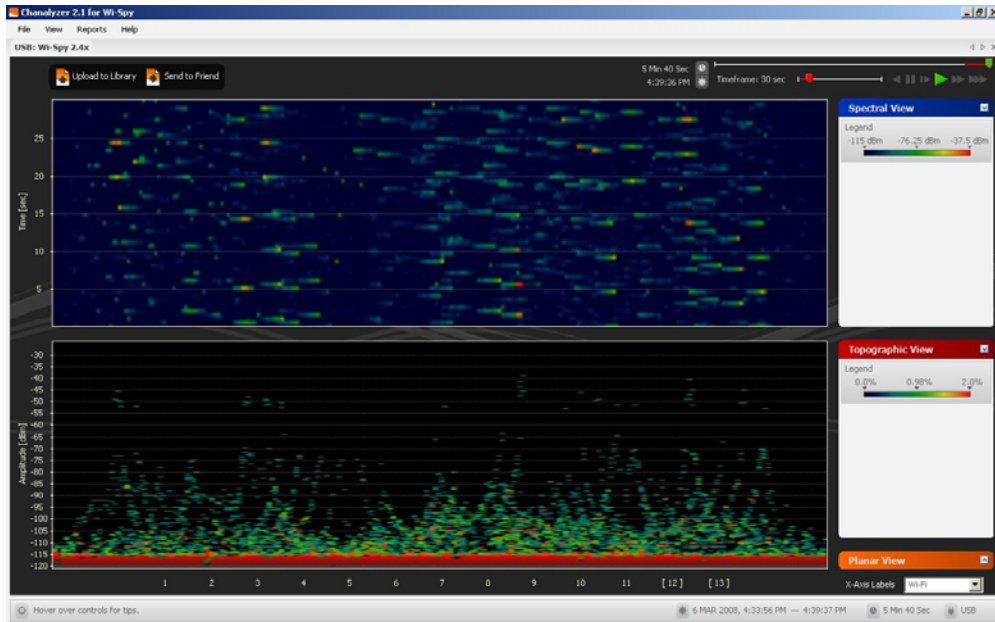 Chanalyzer 2.1 for Wi-Spy
File View Reports Help
USB: Wi-Spy 2.4x
Upload to Library Send to Friend
5 Min 40 Sec
4:39:36 PM
Timeframe: 30 sec
Spectral View
Legend
-115 dBm -76.25 dBm -37.5 dBm
Time [sec]
25
20
15
10
5
Topographic View
Legend
0.0% 0.98% 2.0%
Amplitude [dBm]
-30
-35
-40
-45
-50
-55
-60
-65
-70
-75
-80
-85
-90
-95
-100
-105
-110
-115
-120
1 2 3 4 5 6 7 8 9 10 11 [12] [13]
Planar View
X-Axis Labels Wi-Fi
Hover over controls for tips.
6 MAR 2008, 4:33:56 PM — 4:39:37 PM 5 Min 40 Sec USB